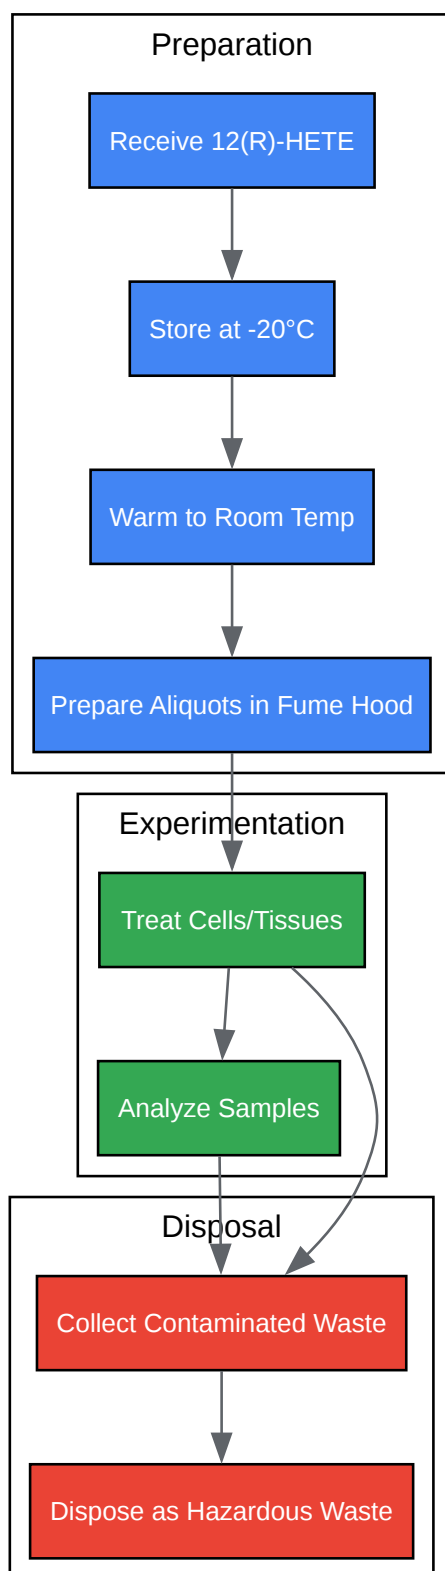 Preparation
Receive 12(R)-HETE
Store at -20°C
Warm to Room Temp
Prepare Aliquots in Fume Hood
Experimentation
Treat Cells/Tissues
Analyze Samples
Disposal
Collect Contaminated Waste
Dispose as Hazardous Waste